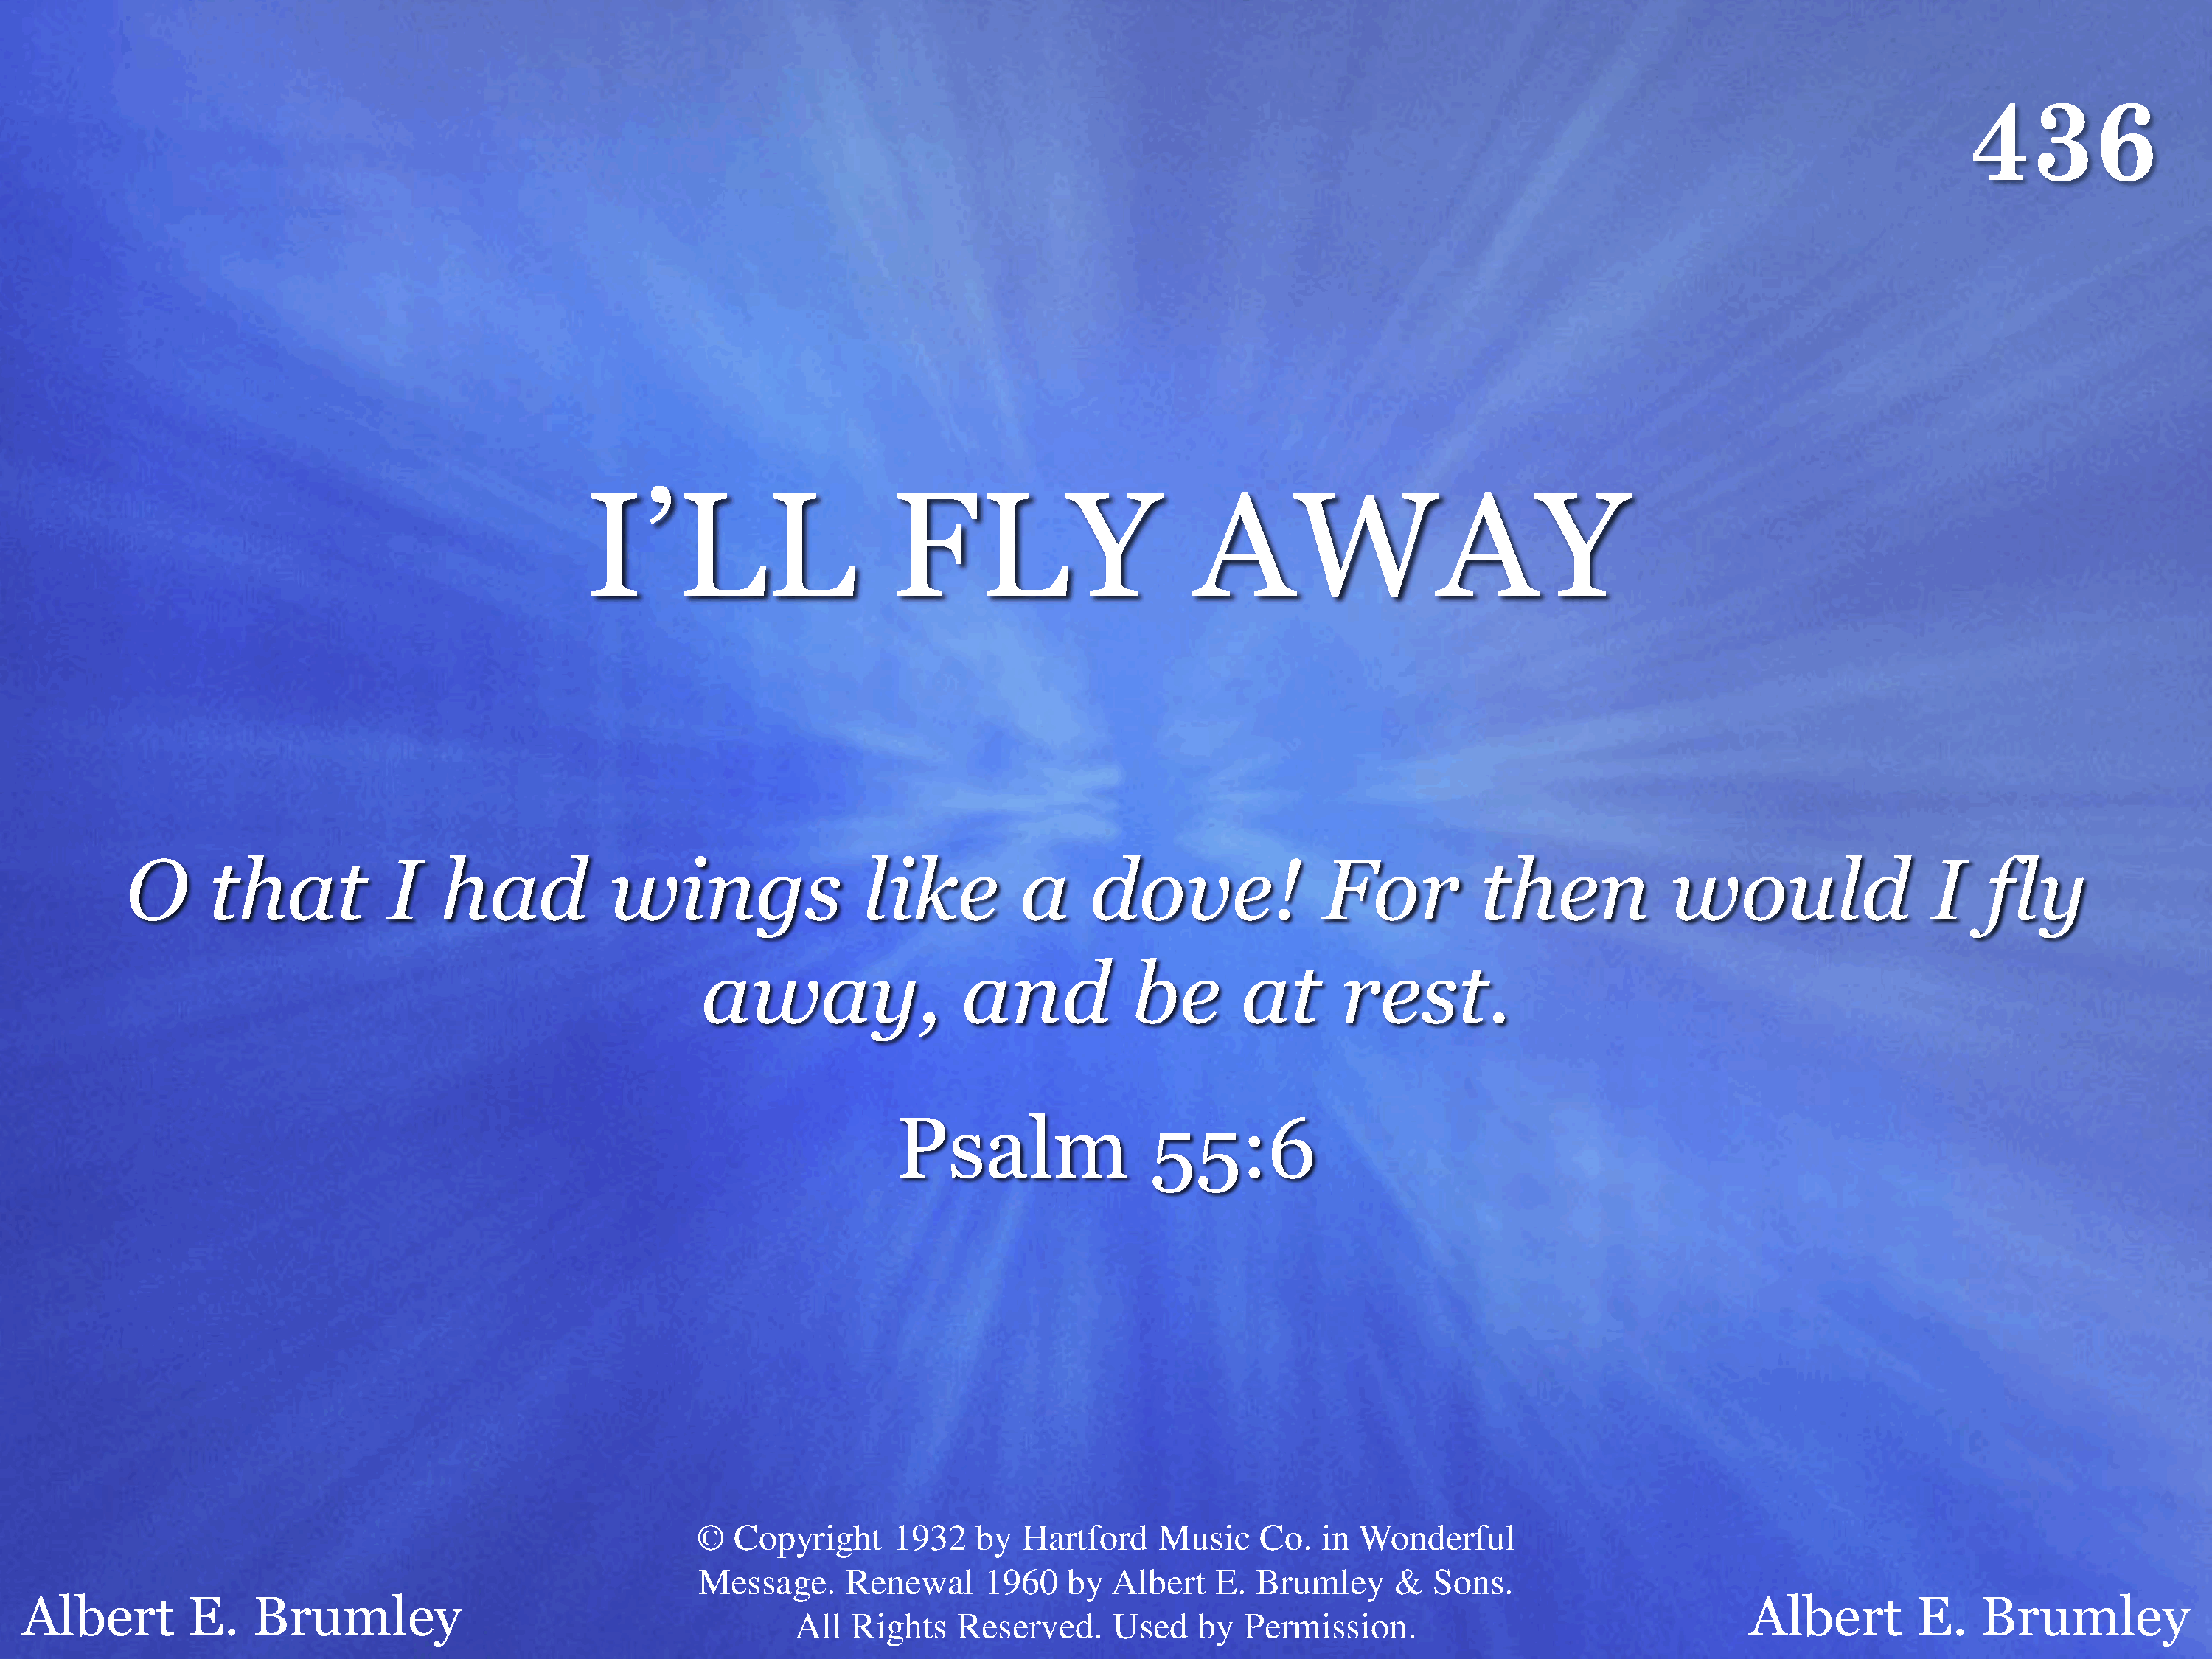 436
I’LL FLY AWAY
O that I had wings like a dove! For then would I fly
away, and be at rest.
Psalm 55:6
© Copyright 1932 by Hartford Music Co. in Wonderful
Message. Renewal 1960 by Albert E. Brumley & Sons.
All Rights Reserved. Used by Permission.
Albert E. Brumley
Albert E. Brumley